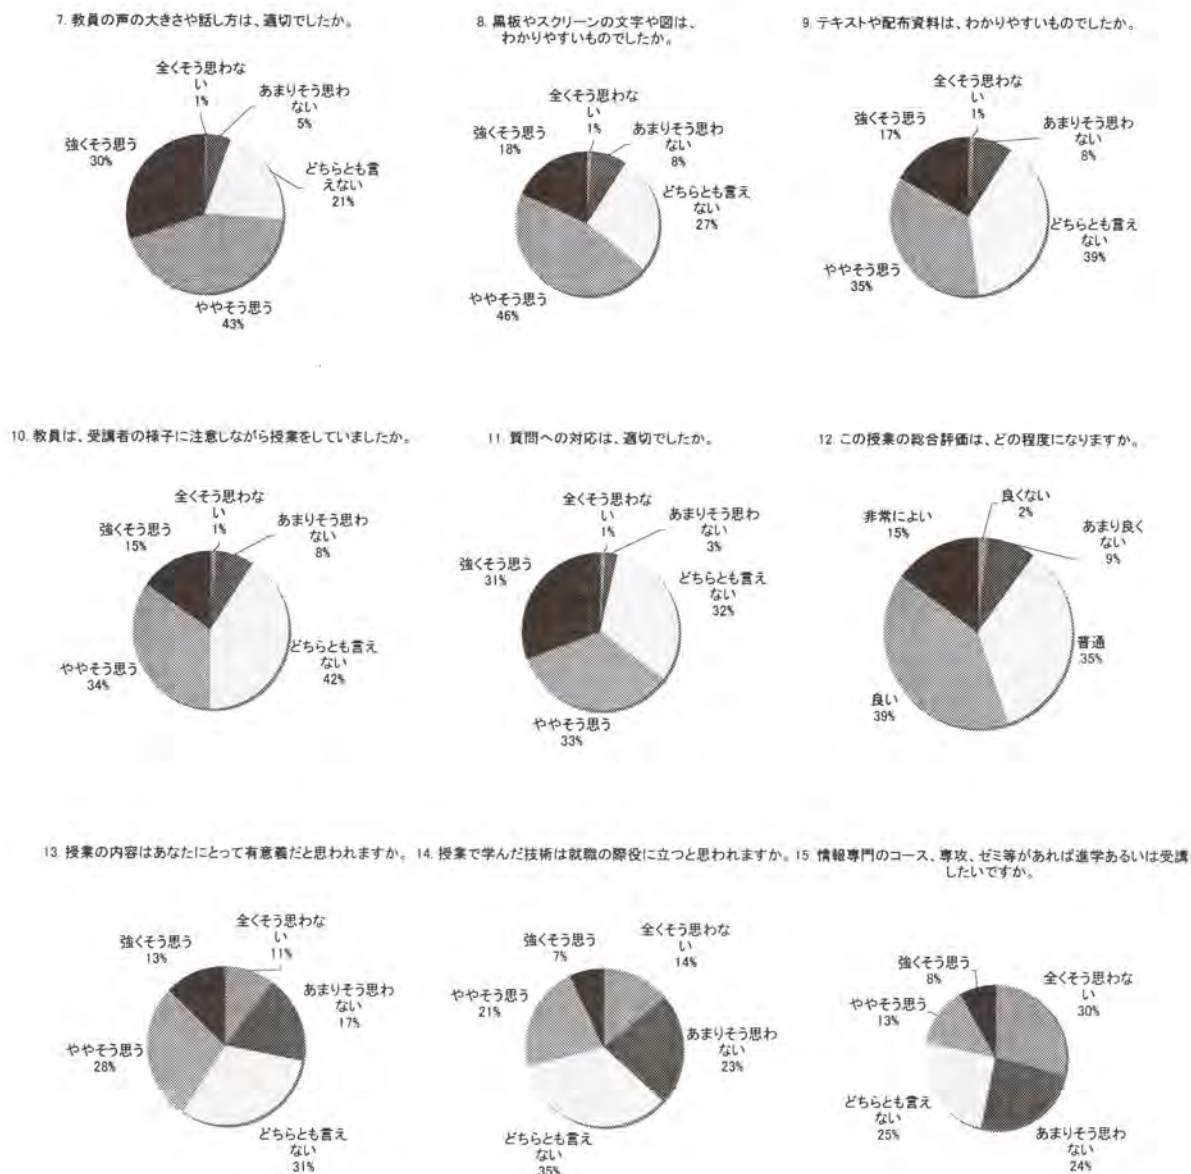 7. 教員の声の大きさや話し方は、適切でしたか。
全くそう思わな
い
1%
あまりそう思わ
ない
5%
どちらとも言
えない
21%
ややそう思う
43%
強くそう思う
30%
8. 黒板やスクリーンの文字や図は、
わかりやすいものでしたか。
全くそう思わな
い
1%
あまりそう思わ
ない
8%
どちらとも言え
ない
27%
ややそう思う
46%
強くそう思う
18%
9. テキストや配布資料は、わかりやすいものでしたか。
全くそう思わな
い
1%
あまりそう思わ
ない
8%
どちらとも言え
ない
39%
ややそう思う
35%
強くそう思う
17%
10. 教員は、受講者の様子に注意しながら授業をしていましたか。
全くそう思わな
い
1%
あまりそう思わ
ない
8%
どちらとも言え
ない
42%
ややそう思う
34%
強くそう思う
15%
11. 質問への対応は、適切でしたか。
全くそう思わな
い
1%
あまりそう思わ
ない
3%
どちらとも言え
ない
32%
ややそう思う
33%
強くそう思う
31%
12. この授業の総合評価は、どの程度になりますか。
良くない
2%
あまり良く
ない
9%
普通
35%
良い
39%
非常によい
15%
13. 授業の内容はあなたにとって有意義だと思われますか。
全くそう思わな
い
11%
あまりそう思わ
ない
17%
どちらとも言え
ない
31%
ややそう思う
28%
強くそう思う
13%
14. 授業で学んだ技術は就職の際役に立つと思われますか。
全くそう思わな
い
14%
あまりそう思わ
ない
23%
どちらとも言え
ない
35%
ややそう思う
21%
強くそう思う
7%
15. 情報専門のコース、専攻、ゼミ等があれば進学あるいは受講
したいですか。
全くそう思わな
い
30%
あまりそう思わ
ない
24%
どちらとも言え
ない
25%
ややそう思う
13%
強くそう思う
8%